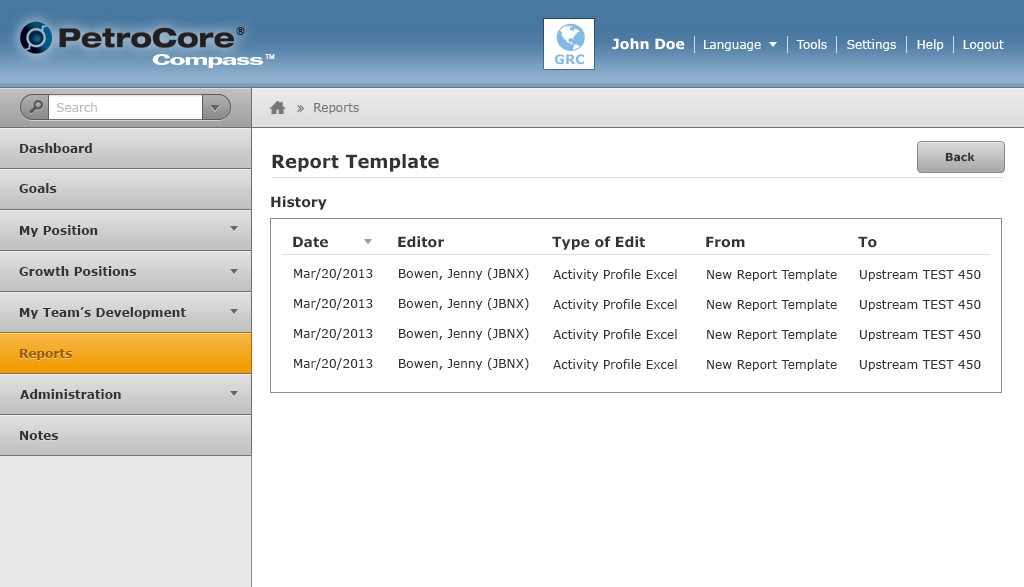 PetroCore®
Compass™
GRC
John Doe Language Tools Settings Help Logout
Search
» Reports
Dashboard
Goals
My Position
Growth Positions
My Team’s Development
Reports
Administration
Notes
Report Template
Back
History
Date Editor Type of Edit From To
Mar/20/2013 Bowen, Jenny (JBNX) Activity Profile Excel New Report Template Upstream TEST 450
Mar/20/2013 Bowen, Jenny (JBNX) Activity Profile Excel New Report Template Upstream TEST 450
Mar/20/2013 Bowen, Jenny (JBNX) Activity Profile Excel New Report Template Upstream TEST 450
Mar/20/2013 Bowen, Jenny (JBNX) Activity Profile Excel New Report Template Upstream TEST 450